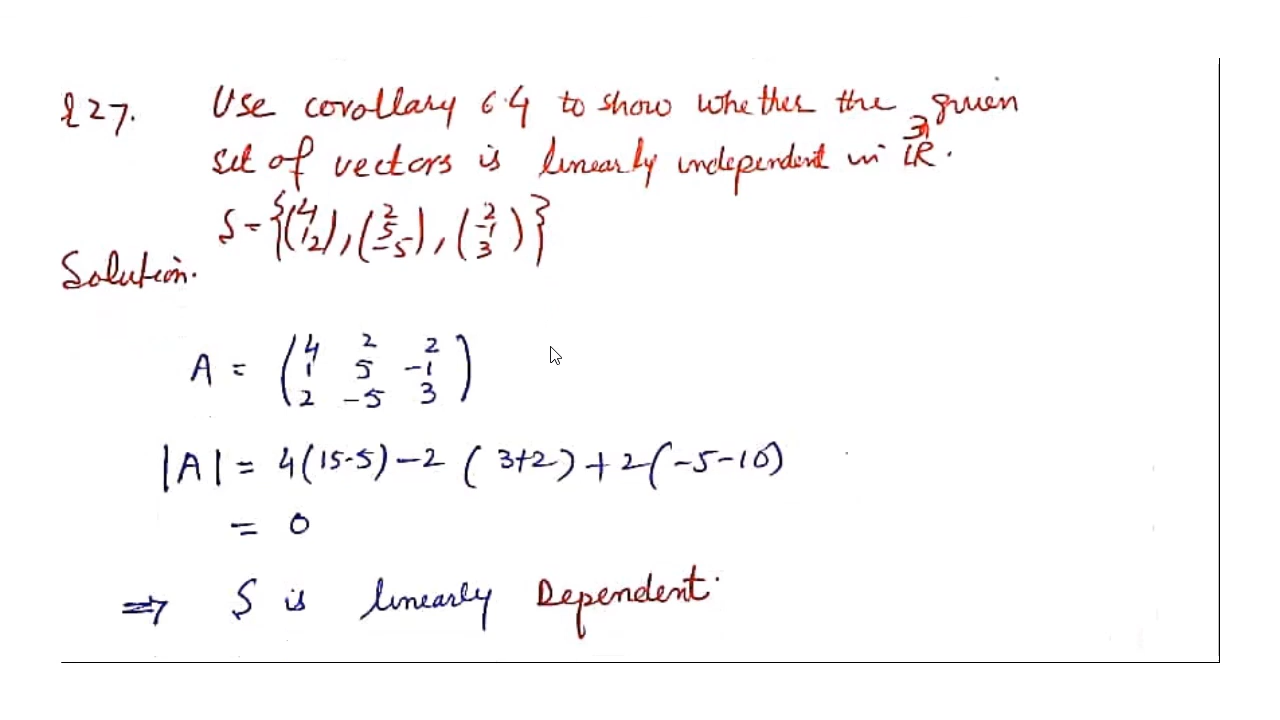 Q 27. Use corollary 6.4 to show whether the given
set of vectors is linearly independent in ℝ³.
S = {(4 1 2), (2 5 -5), (2 -1 3)}
Solution.
A = (4 2 2
1 5 -1
2 -5 3)
|A| = 4(15-5) -2 (3+2) + 2(-5-10)
= 0
⇒ S is linearly Dependent.